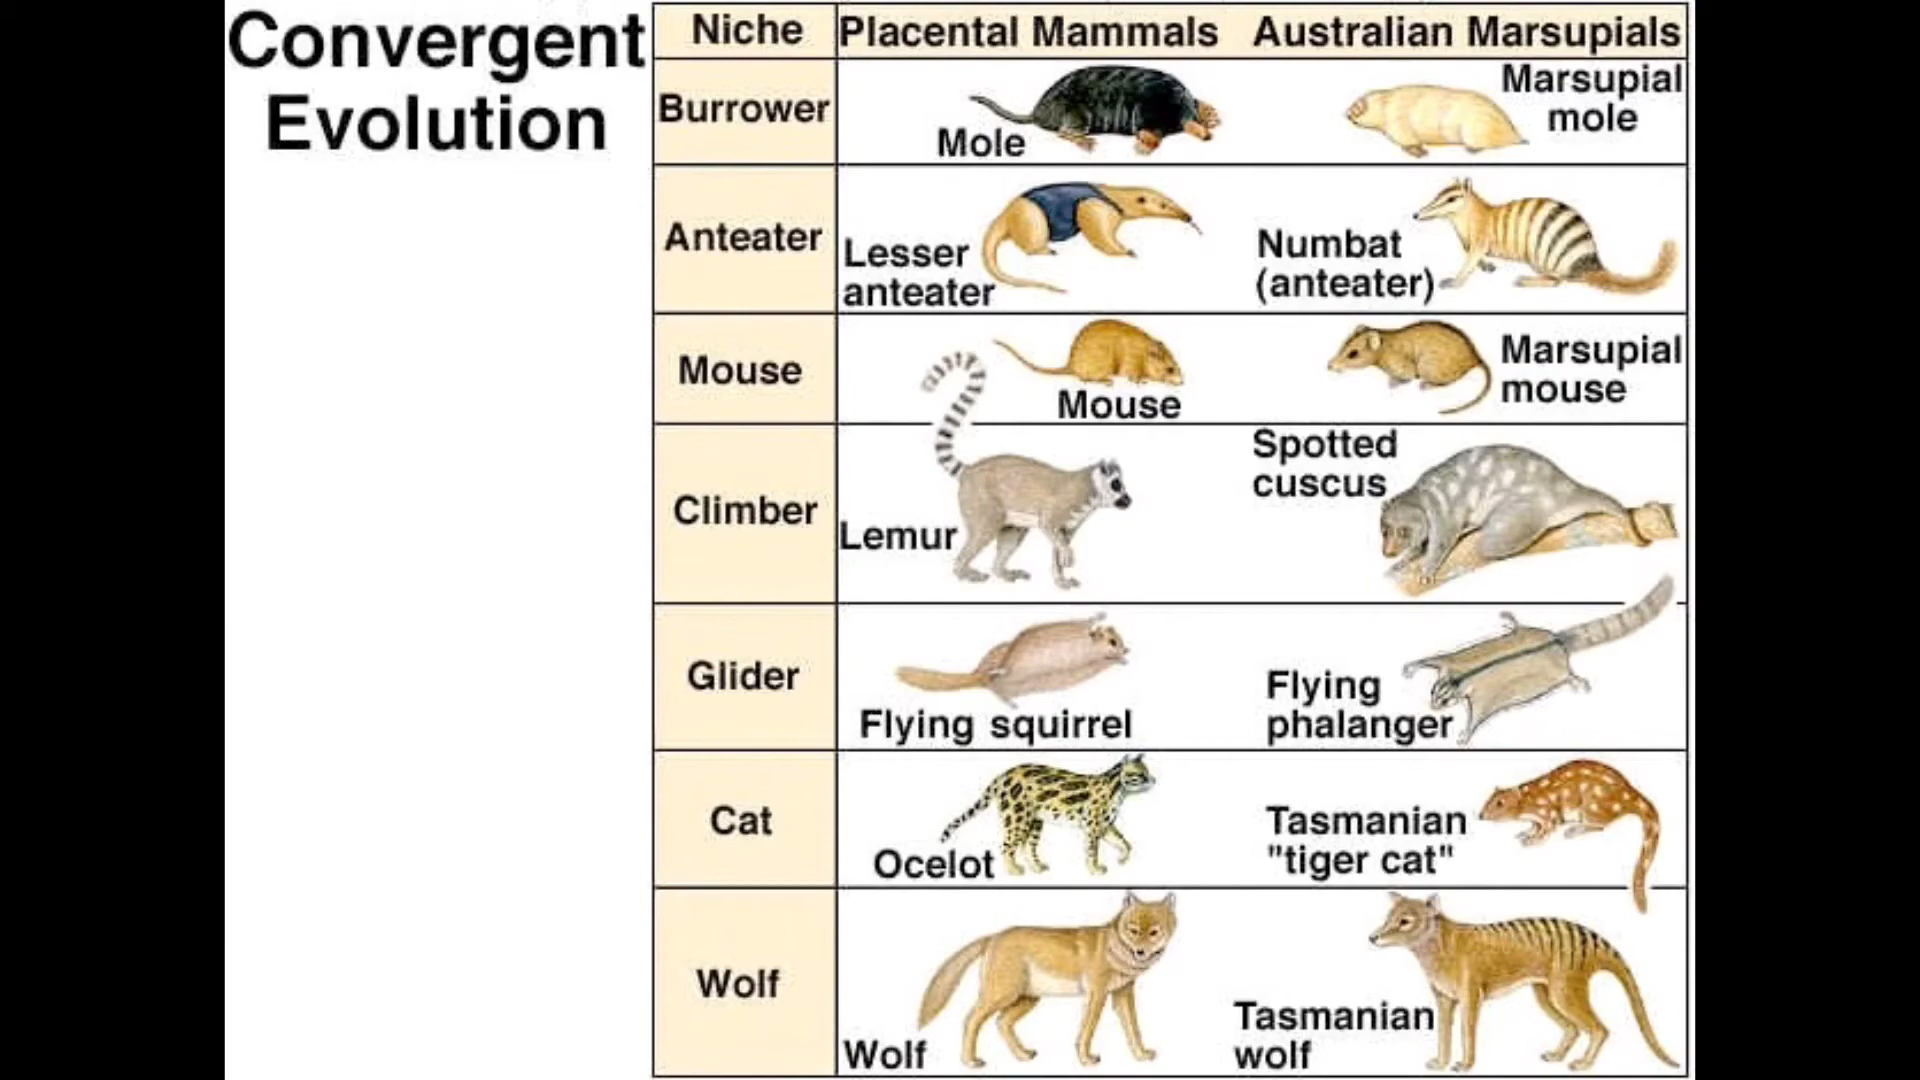 Convergent
Evolution
Niche
Placental Mammals
Australian Marsupials
Burrower
Mole
Marsupial
mole
Anteater
Lesser
anteater
Numbat
(anteater)
Mouse
Mouse
Marsupial
mouse
Climber
Lemur
Spotted
cuscus
Glider
Flying squirrel
Flying
phalanger
Cat
Ocelot
Tasmanian
"tiger cat"
Wolf
Wolf
Tasmanian
wolf